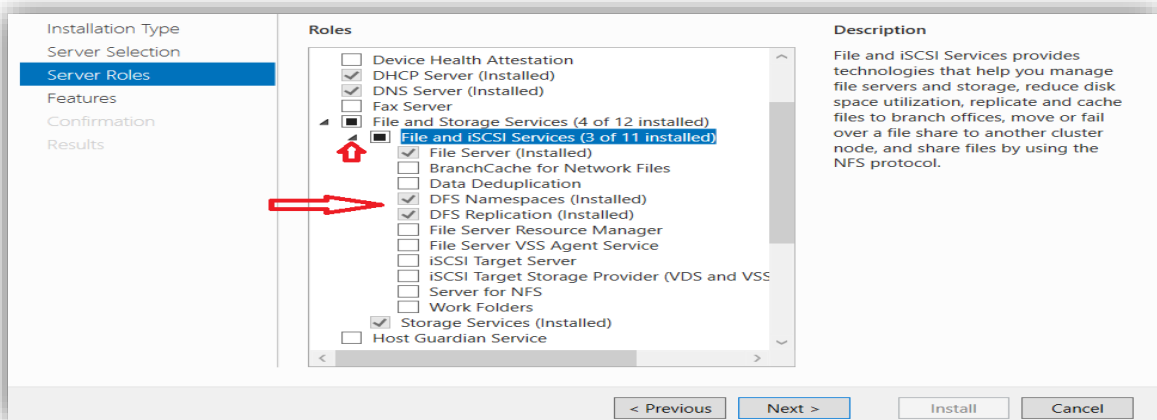 Installation Type
Server Selection
Server Roles
Features
Confirmation
Results
Roles
Device Health Attestation
DHCP Server (Installed)
DNS Server (Installed)
Fax Server
File and Storage Services (4 of 12 installed)
File and iSCSI Services (3 of 11 installed)
File Server (Installed)
BranchCache for Network Files
Data Deduplication
DFS Namespaces (Installed)
DFS Replication (Installed)
File Server Resource Manager
File Server VSS Agent Service
iSCSI Target Server
iSCSI Target Storage Provider (VDS and VSS
Server for NFS
Work Folders
Storage Services (Installed)
Host Guardian Service
Description
File and iSCSI Services provides
technologies that help you manage
file servers and storage, reduce disk
space utilization, replicate and cache
files to branch offices, move or fail
over a file share to another cluster
node, and share files by using the
NFS protocol.
< Previous
Next >
Install
Cancel